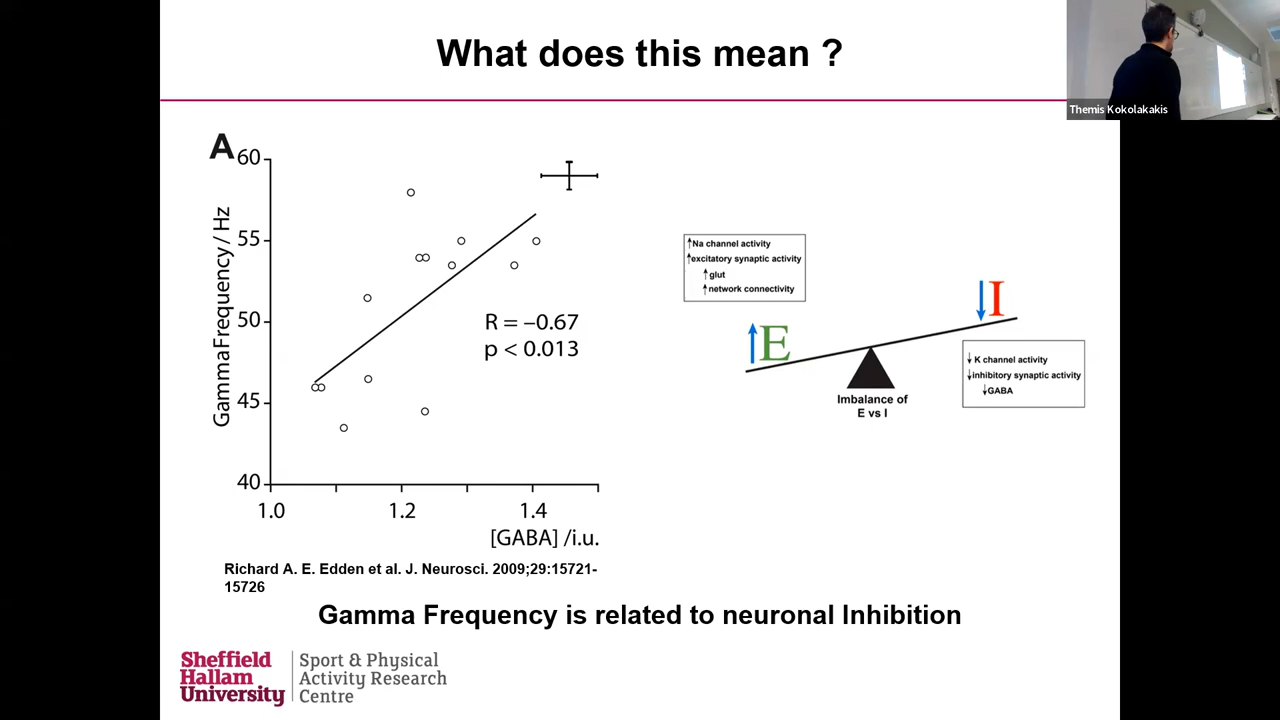 What does this mean ?
Themis Kokolakakis
A
60
55
50
45
40
Gamma Frequency / Hz
R = –0.67
p < 0.013
1.0
1.2
1.4
[GABA] /i.u.
Richard A. E. Edden et al. J. Neurosci. 2009;29:15721-
15726
↑Na channel activity
↑excitatory synaptic activity
↑glut
↑network connectivity
↑E
↓I
Imbalance of
E vs I
↓K channel activity
↓inhibitory synaptic activity
↓GABA
Gamma Frequency is related to neuronal Inhibition
Sheffield
Hallam
University
Sport & Physical
Activity Research
Centre